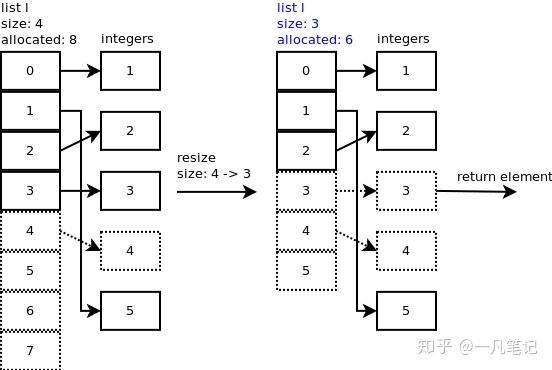 list l
size: 4
allocated: 8
integers
0
1
2
3
4
5
6
7
1
2
3
4
5
resize
size: 4 -> 3
list l
size: 3
allocated: 6
integers
0
1
2
3
4
5
1
2
3
4
5
return element
知乎 @一凡笔记